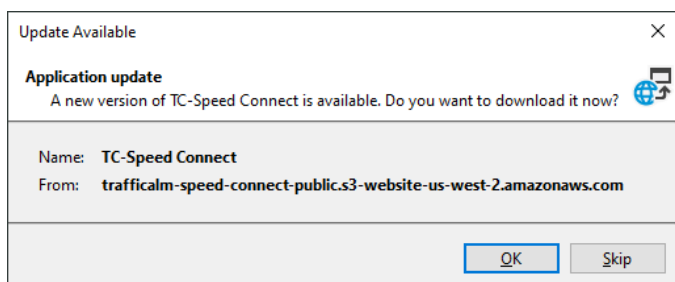 Update Available
Application update
A new version of TC-Speed Connect is available. Do you want to download it now?
Name: TC-Speed Connect
From: trafficalm-speed-connect-public.s3-website-us-west-2.amazonaws.com
OK Skip